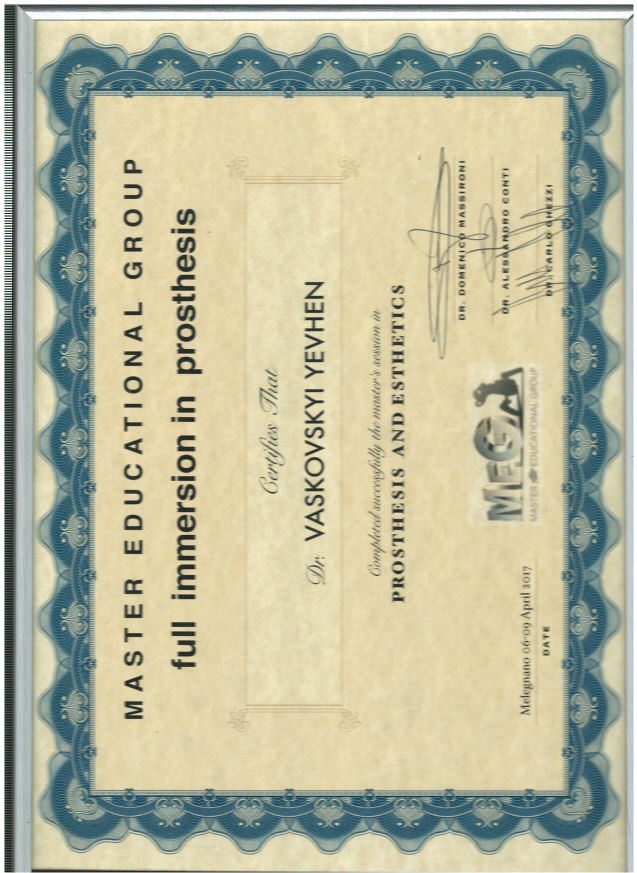 MASTER EDUCATIONAL GROUP
full immersion in prosthesis
Certifies That
Dr. VASKOVSKYI YEVHEN
Completed successfully the master's session in
PROSTHESIS AND ESTHETICS
Melegnano 06-09 April 2017
DATE
MEG
MASTER EDUCATIONAL GROUP
DR. DOMENICO MASSIRONI
DR. ALESSANDRO CONTI
DR. CARLO GHEZZI